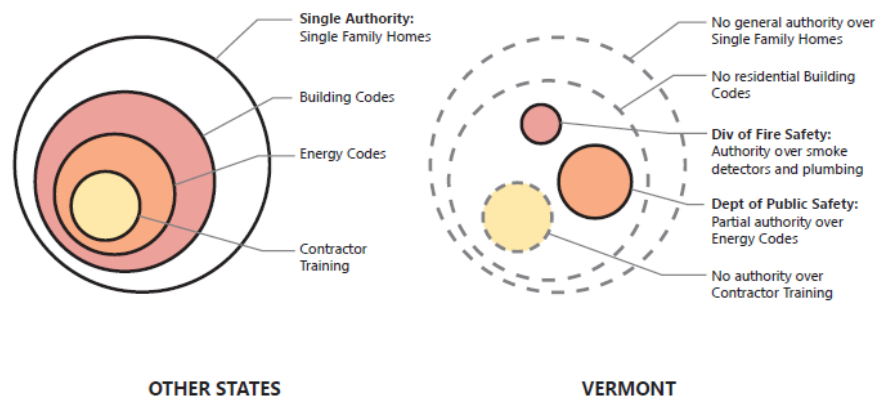 Single Authority:
Single Family Homes
Building Codes
Energy Codes
Contractor
Training
OTHER STATES
No general authority over
Single Family Homes
No residential Building
Codes
Div of Fire Safety:
Authority over smoke
detectors and plumbing
Dept of Public Safety:
Partial authority over
Energy Codes
No authority over
Contractor Training
VERMONT